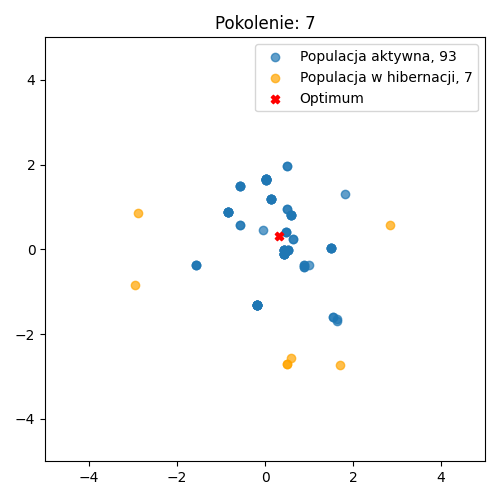 Pokolenie: 7
Populacja aktywna, 93
Populacja w hibernacji, 7
Optimum
4
2
0
−2
−4
−4 −2 0 2 4